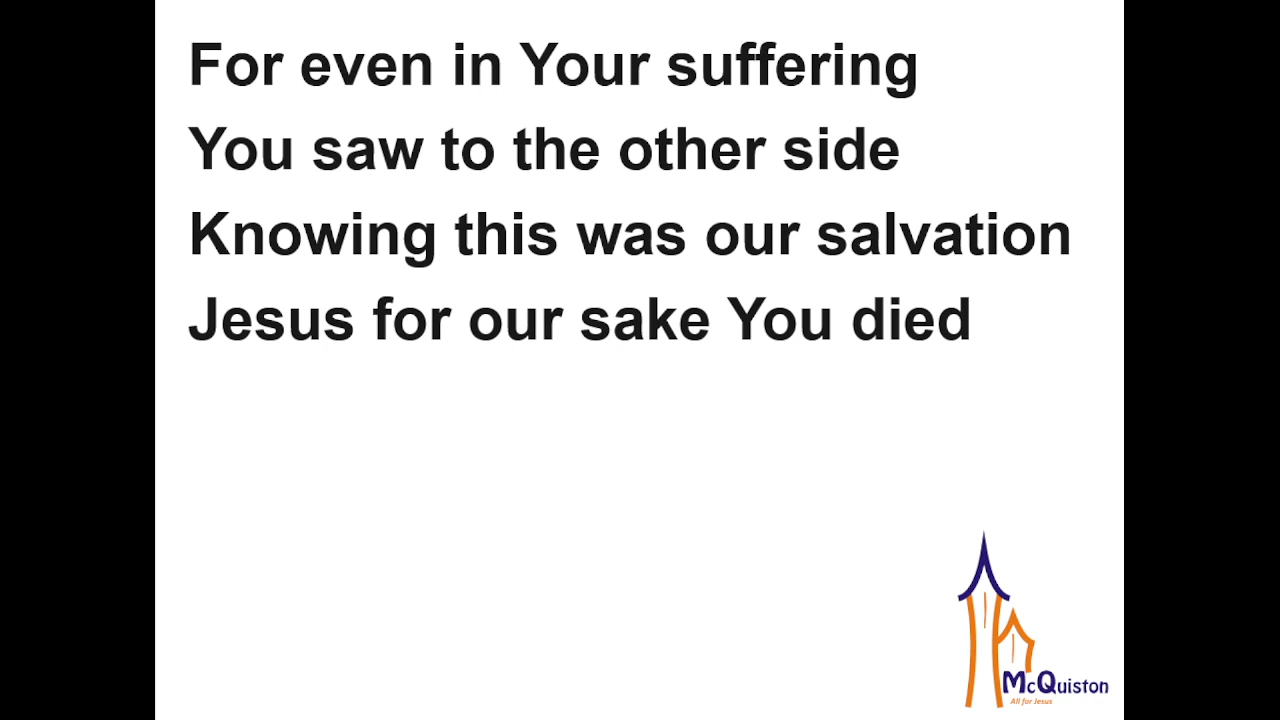 For even in Your suffering
You saw to the other side
Knowing this was our salvation
Jesus for our sake You died
McQuiston
All for Jesus